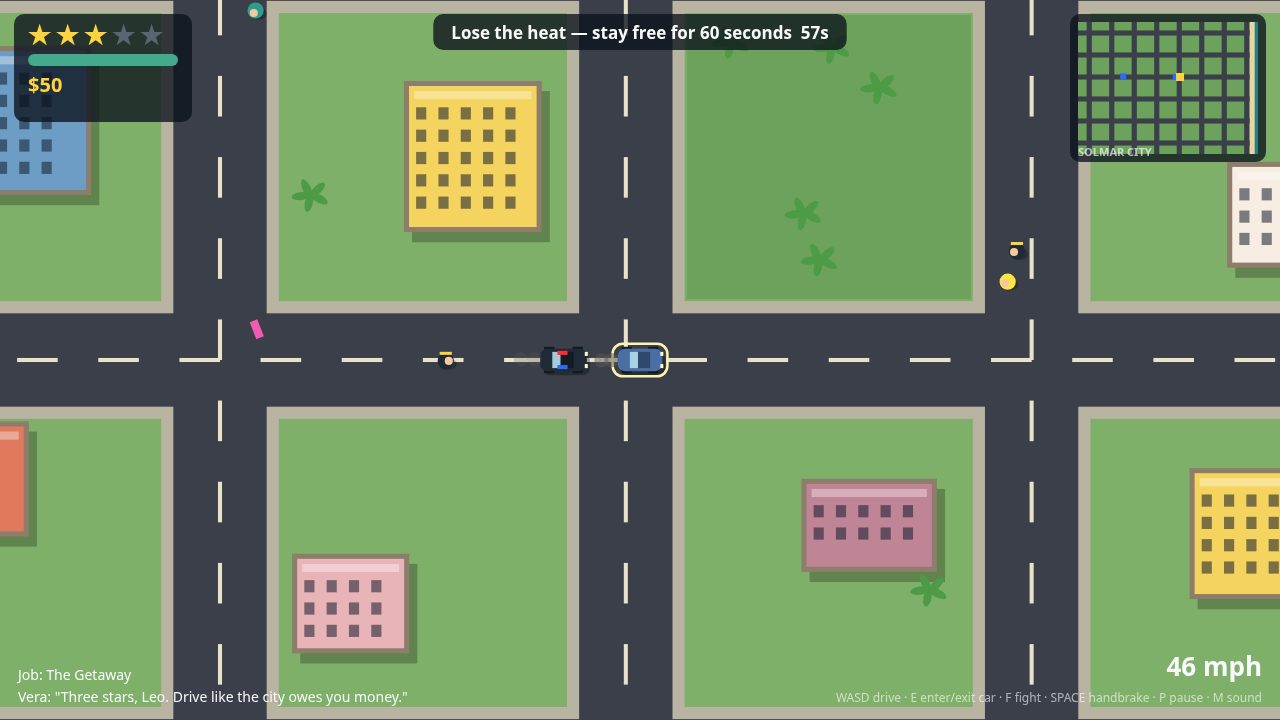 Lose the heat — stay free for 60 seconds 57s
$50
SOLMAR CITY
46 mph
Job: The Getaway
Vera: "Three stars, Leo. Drive like the city owes you money."
WASD drive · E enter/exit car · F fight · SPACE handbrake · P pause · M sound